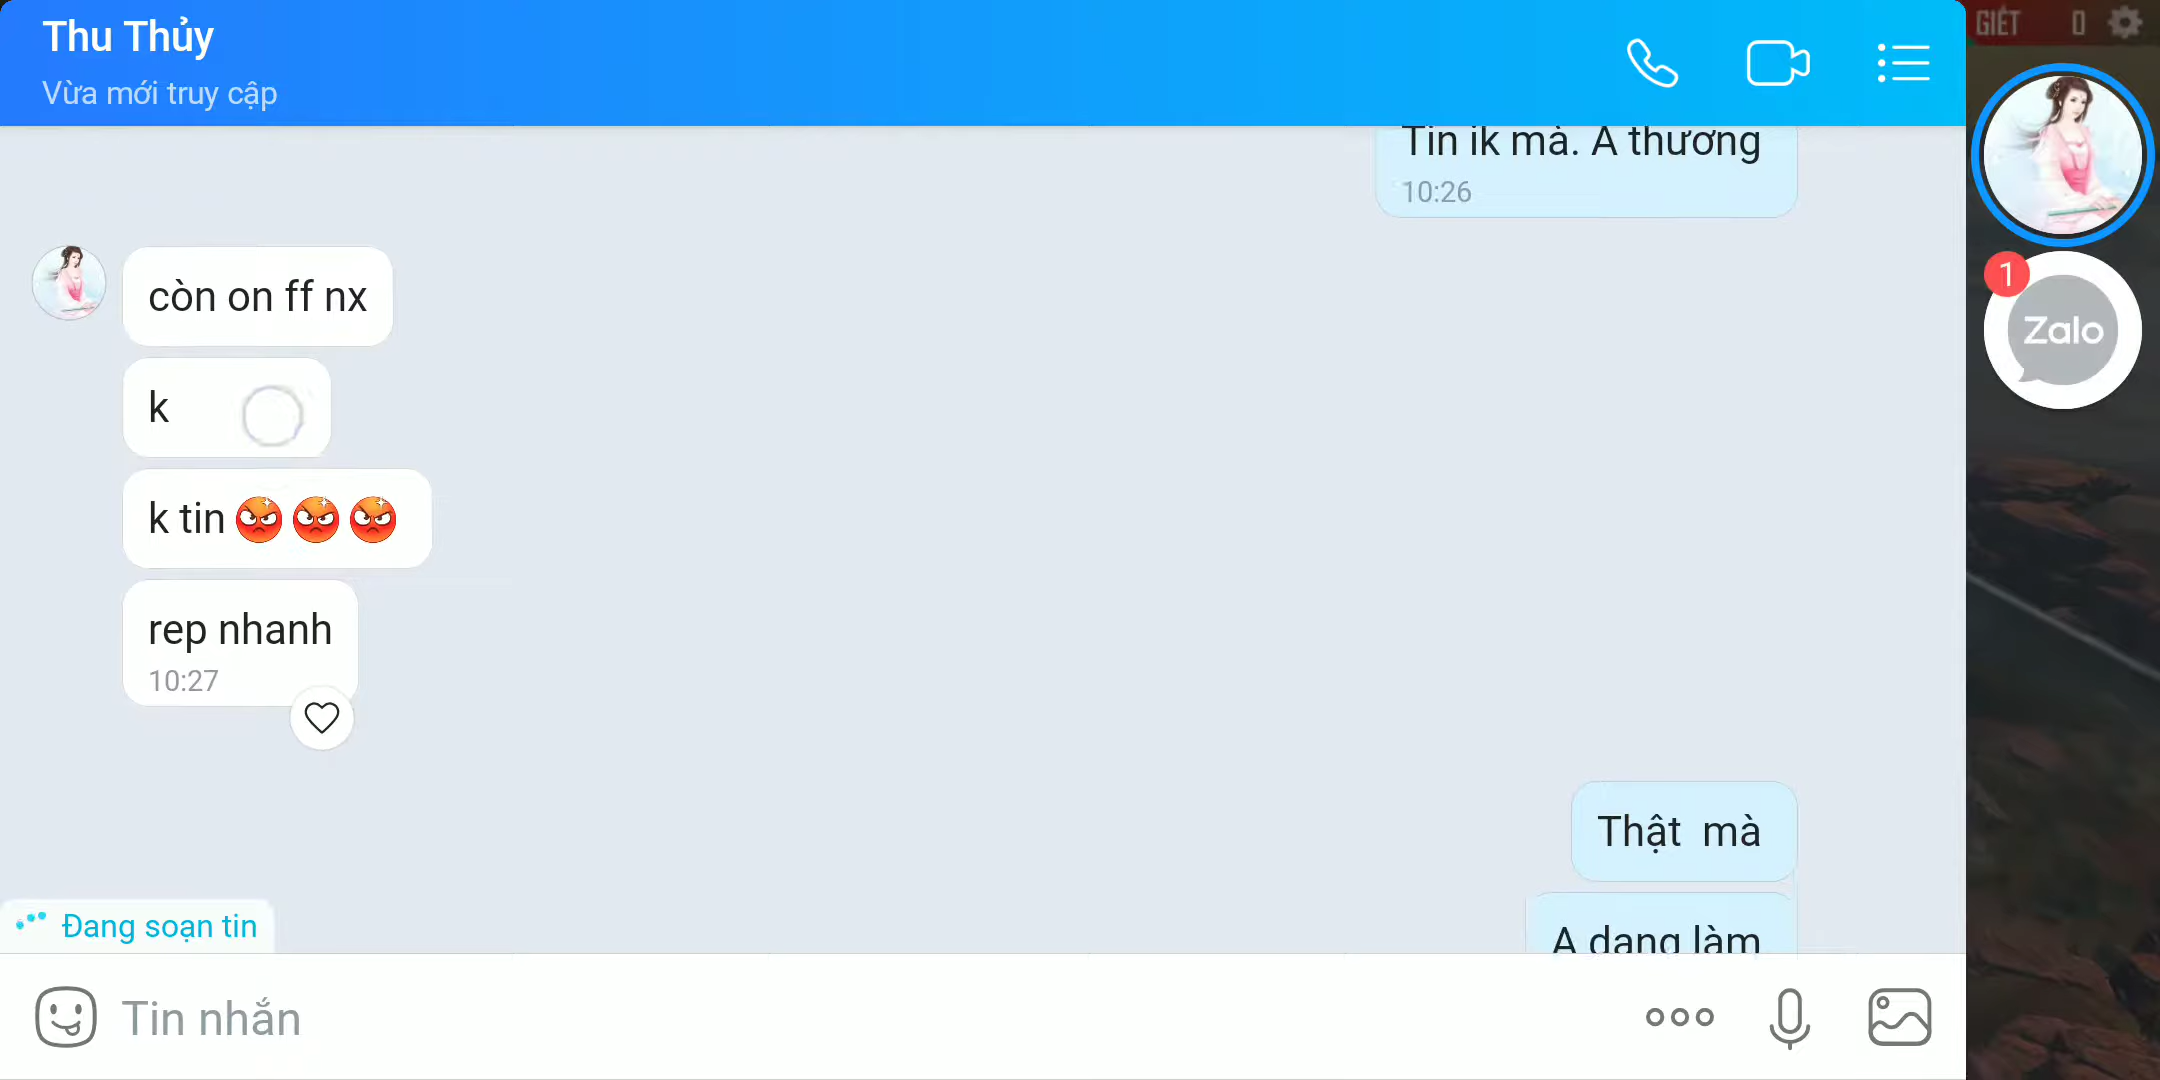 Thu Thủy
Vừa mới truy cập
GIẾT 0
Tin ik mà. A thương
10:26
còn on ff nx
1
Zalo
k
k tin
rep nhanh
10:27
Thật mà
A dang làm
Đang soạn tin
Tin nhắn